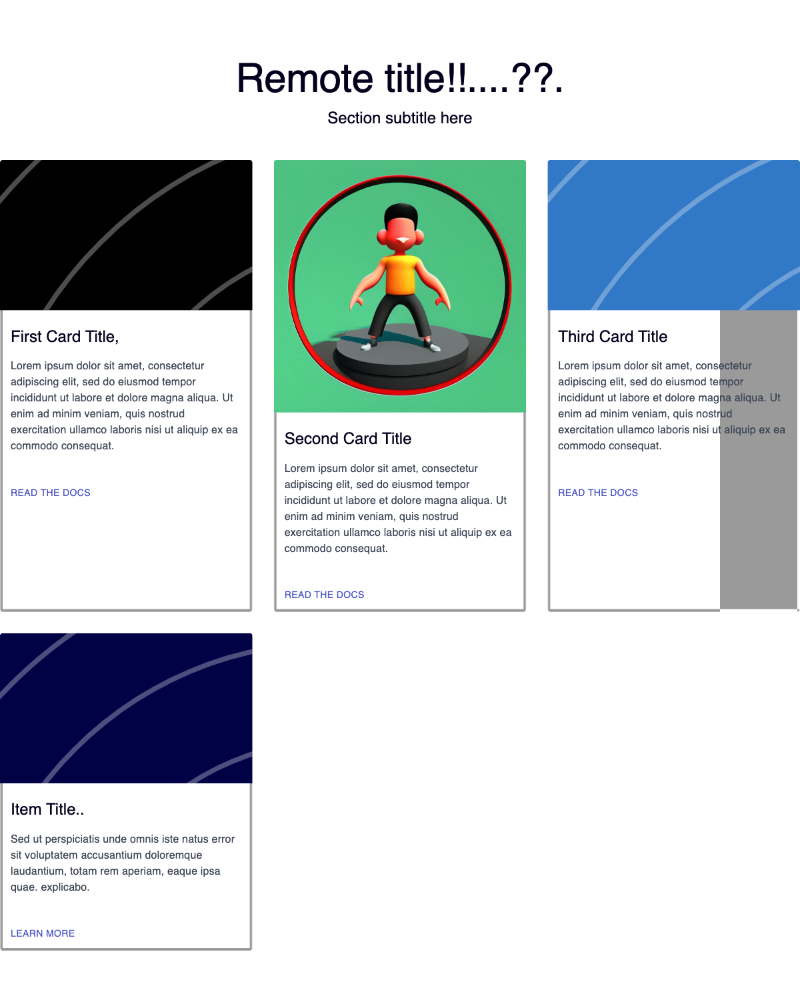 Remote title!!....??.
Section subtitle here
First Card Title,
Lorem ipsum dolor sit amet, consectetur
adipiscing elit, sed do eiusmod tempor
incididunt ut labore et dolore magna aliqua. Ut
enim ad minim veniam, quis nostrud
exercitation ullamco laboris nisi ut aliquip ex ea
commodo consequat.
READ THE DOCS
Second Card Title
Lorem ipsum dolor sit amet, consectetur
adipiscing elit, sed do eiusmod tempor
incididunt ut labore et dolore magna aliqua. Ut
enim ad minim veniam, quis nostrud
exercitation ullamco laboris nisi ut aliquip ex ea
commodo consequat.
READ THE DOCS
Third Card Title
Lorem ipsum dolor sit amet, consectetur
adipiscing elit, sed do eiusmod tempor
incididunt ut labore et dolore magna aliqua. Ut
enim ad minim veniam, quis nostrud
exercitation ullamco laboris nisi ut aliquip ex ea
commodo consequat.
READ THE DOCS
Item Title..
Sed ut perspiciatis unde omnis iste natus error
sit voluptatem accusantium doloremque
laudantium, totam rem aperiam, eaque ipsa
quae. explicabo.
LEARN MORE